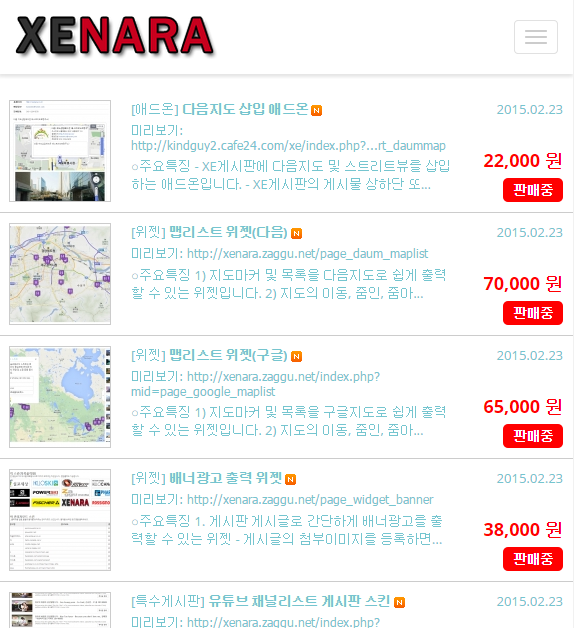 XENARA
[애드온] 다음지도 삽입 애드온 N
2015.02.23
미리보기:
http://kindguy2.cafe24.com/xe/index.php?...rt_daummap
○주요특징 - XE게시판에 다음지도 및 스트리트뷰를 삽입
하는 애드온입니다. - XE게시판의 게시물 상하단 또...
22,000 원
판매중
[위젯] 맵리스트 위젯(다음) N
2015.02.23
미리보기: http://xenara.zaggu.net/page_daum_maplist
○주요특징 1) 지도마커 및 목록을 다음지도로 쉽게 출력
할 수 있는 위젯입니다. 2) 지도의 이동, 줌인, 줌아...
70,000 원
판매중
[위젯] 맵리스트 위젯(구글) N
2015.02.23
미리보기: http://xenara.zaggu.net/index.php?
mid=page_google_maplist
○주요특징 1) 지도마커 및 목록을 구글지도로 쉽게 출력
할 수 있는 위젯입니다. 2) 지도의 이동, 줌인, 줌아...
65,000 원
판매중
[위젯] 배너광고 출력 위젯 N
2015.02.23
미리보기: http://xenara.zaggu.net/page_widget_banner
○주요특징 1. 게시판 게시글로 간단하게 배너광고를 출
력할 수 있는 위젯 - 게시글의 첨부이미지를 등록하면...
38,000 원
판매중
XENARA
[특수게시판] 유튜브 채널리스트 게시판 스킨 N
2015.02.23
미리보기: http://xenara.zaggu.net/index.php?